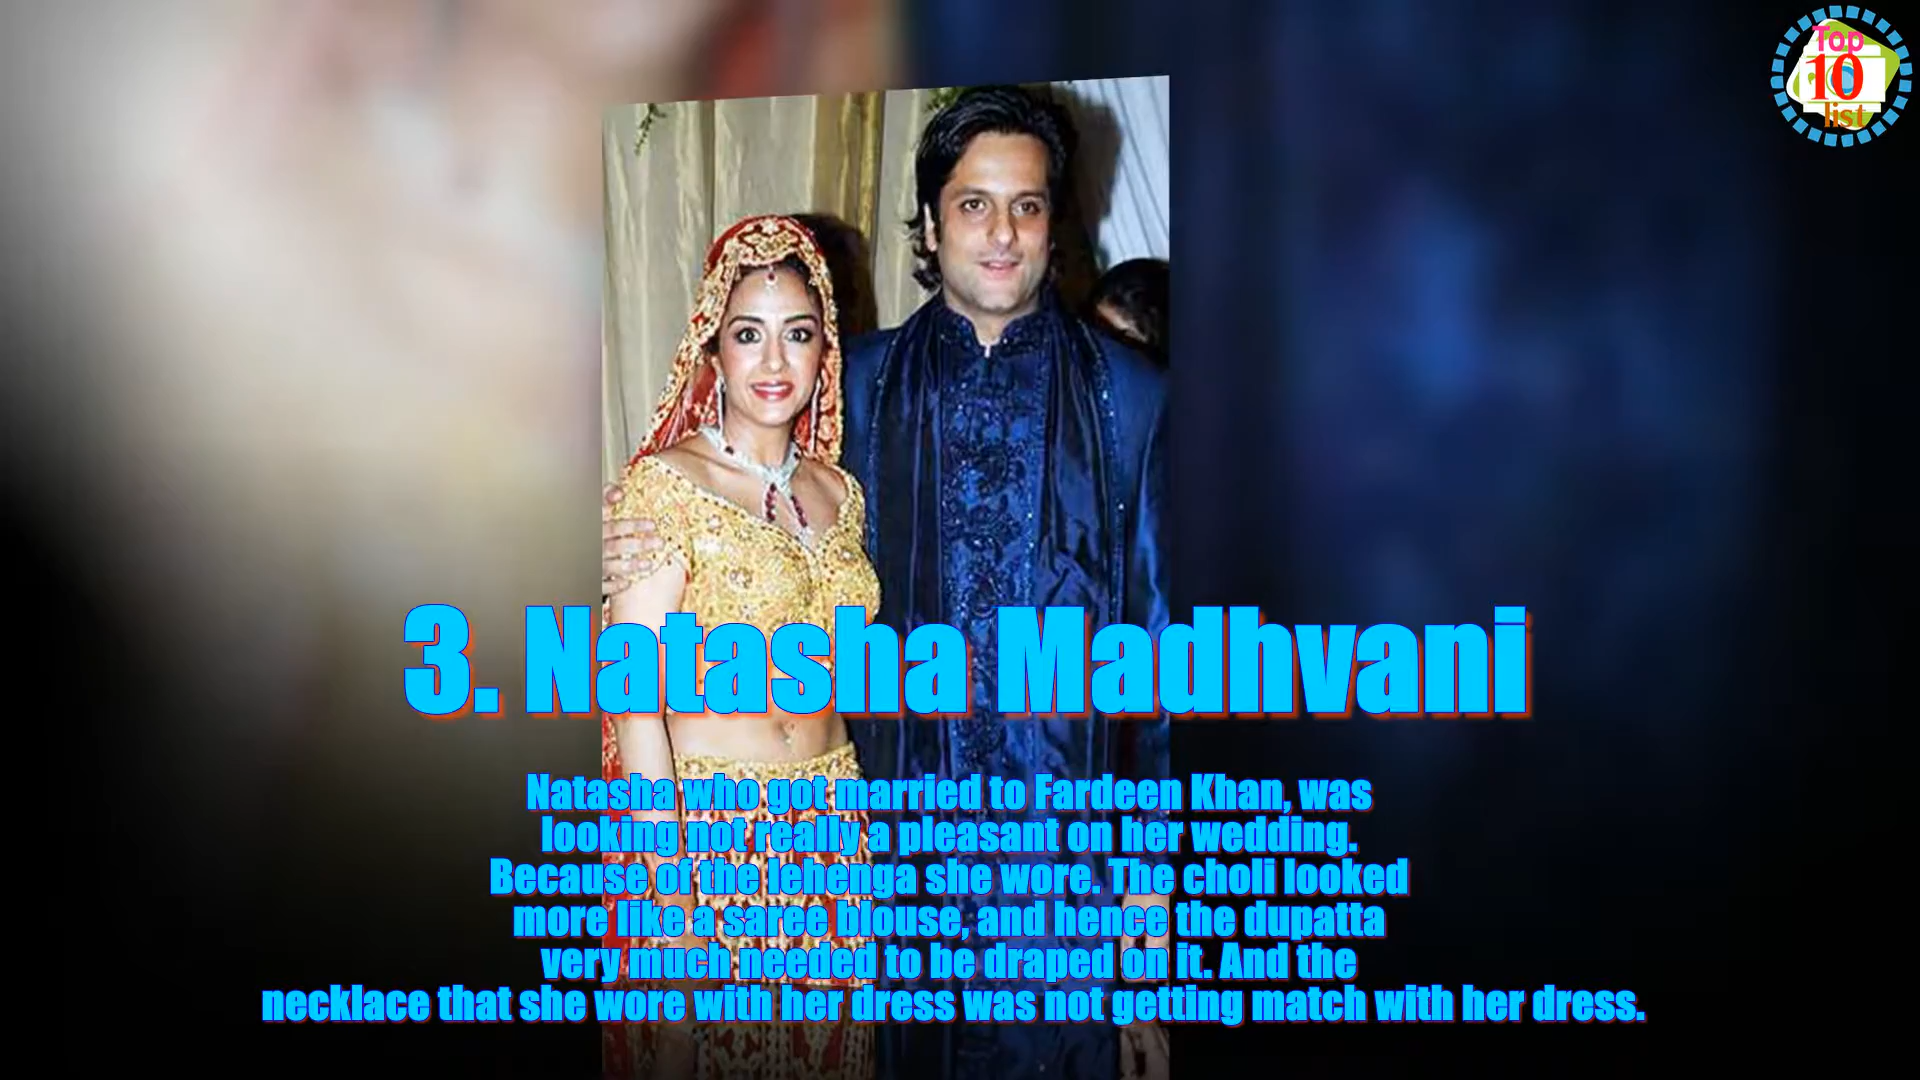 Top
10
list
3. Natasha Madhvani
Natasha who got married to Fardeen Khan, was
looking not really a pleasant on her wedding.
Because of the lehenga she wore. The choli looked
more like a saree blouse, and hence the dupatta
very much needed to be draped on it. And the
necklace that she wore with her dress was not getting match with her dress.